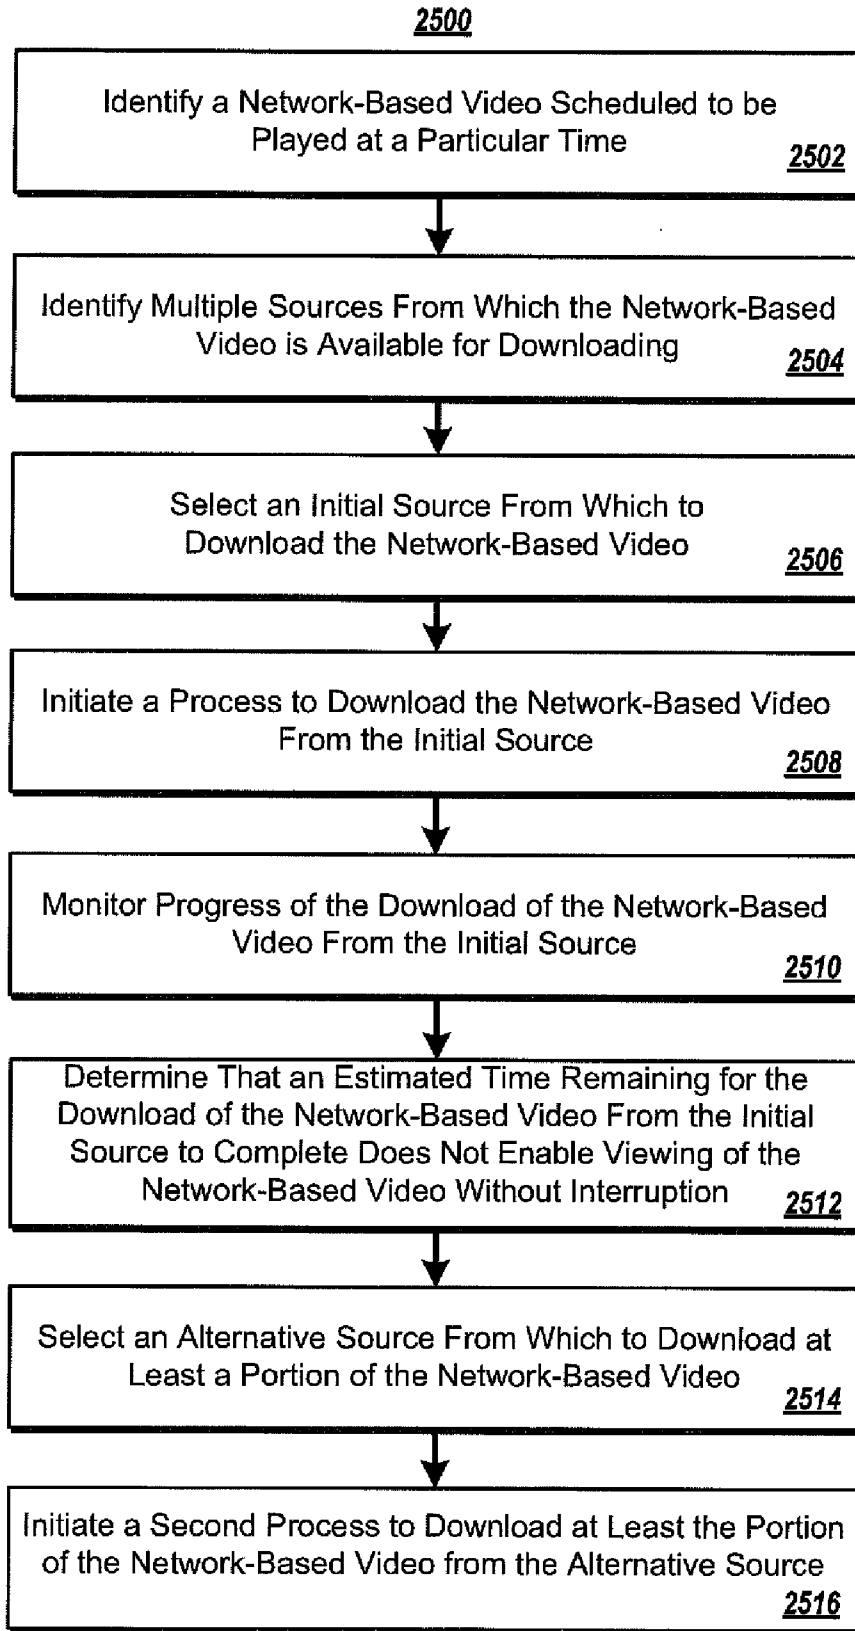 2500
Identify a Network-Based Video Scheduled to be
Played at a Particular Time
2502
Identify Multiple Sources From Which the Network-Based
Video is Available for Downloading
2504
Select an Initial Source From Which to
Download the Network-Based Video
2506
Initiate a Process to Download the Network-Based Video
From the Initial Source
2508
Monitor Progress of the Download of the Network-Based
Video From the Initial Source
2510
Determine That an Estimated Time Remaining for the
Download of the Network-Based Video From the Initial
Source to Complete Does Not Enable Viewing of the
Network-Based Video Without Interruption
2512
Select an Alternative Source From Which to Download at
Least a Portion of the Network-Based Video
2514
Initiate a Second Process to Download at Least the Portion
of the Network-Based Video from the Alternative Source
2516